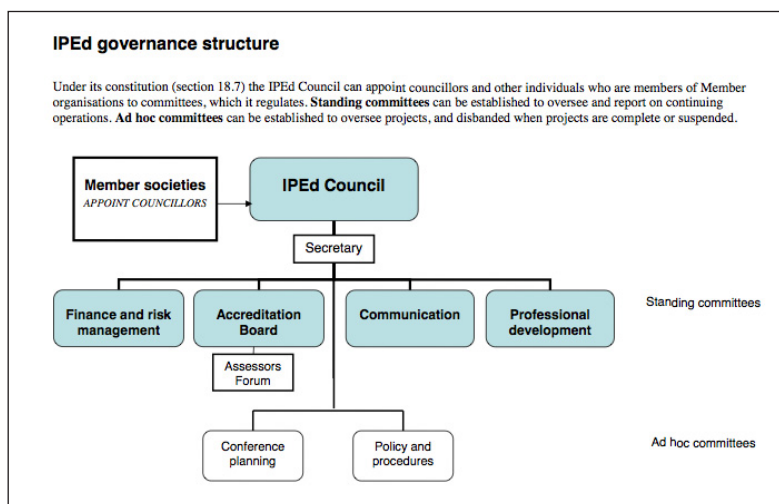 IPEd governance structure
Under its constitution (section 18.7) the IPEd Council can appoint councillors and other individuals who are members of Member
organisations to committees, which it regulates. Standing committees can be established to oversee and report on continuing
operations. Ad hoc committees can be established to oversee projects, and disbanded when projects are complete or suspended.
Member societies
APPOINT COUNCILLORS
IPEd Council
Secretary
Finance and risk
management
Accreditation
Board
Communication
Professional
development
Standing committees
Assessors
Forum
Conference
planning
Policy and
procedures
Ad hoc committees